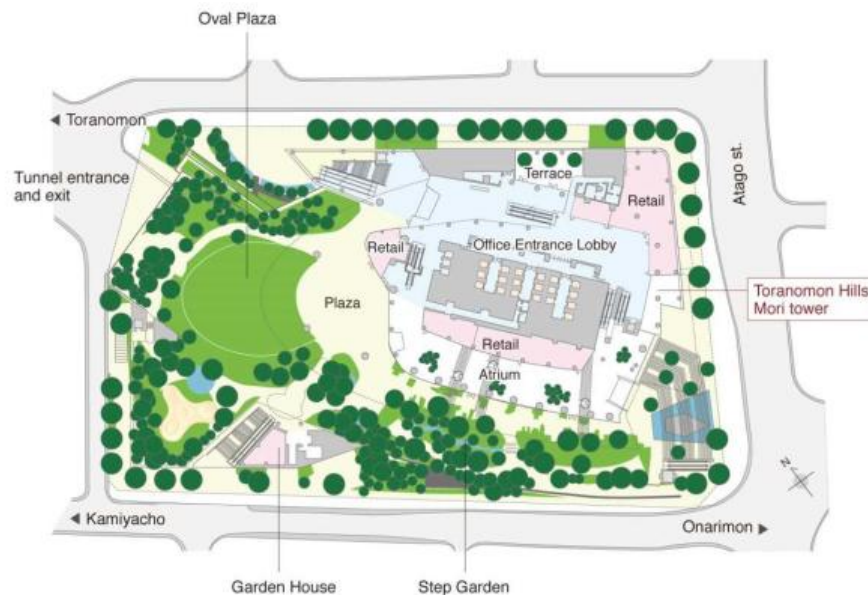 Oval Plaza
Toranomon
Tunnel entrance
and exit
Terrace
Retail
Atago st.
Retail
Office Entrance Lobby
Plaza
Toranomon Hills
Mori tower
Retail
Atrium
N
Kamiyacho
Onarimon
Garden House
Step Garden